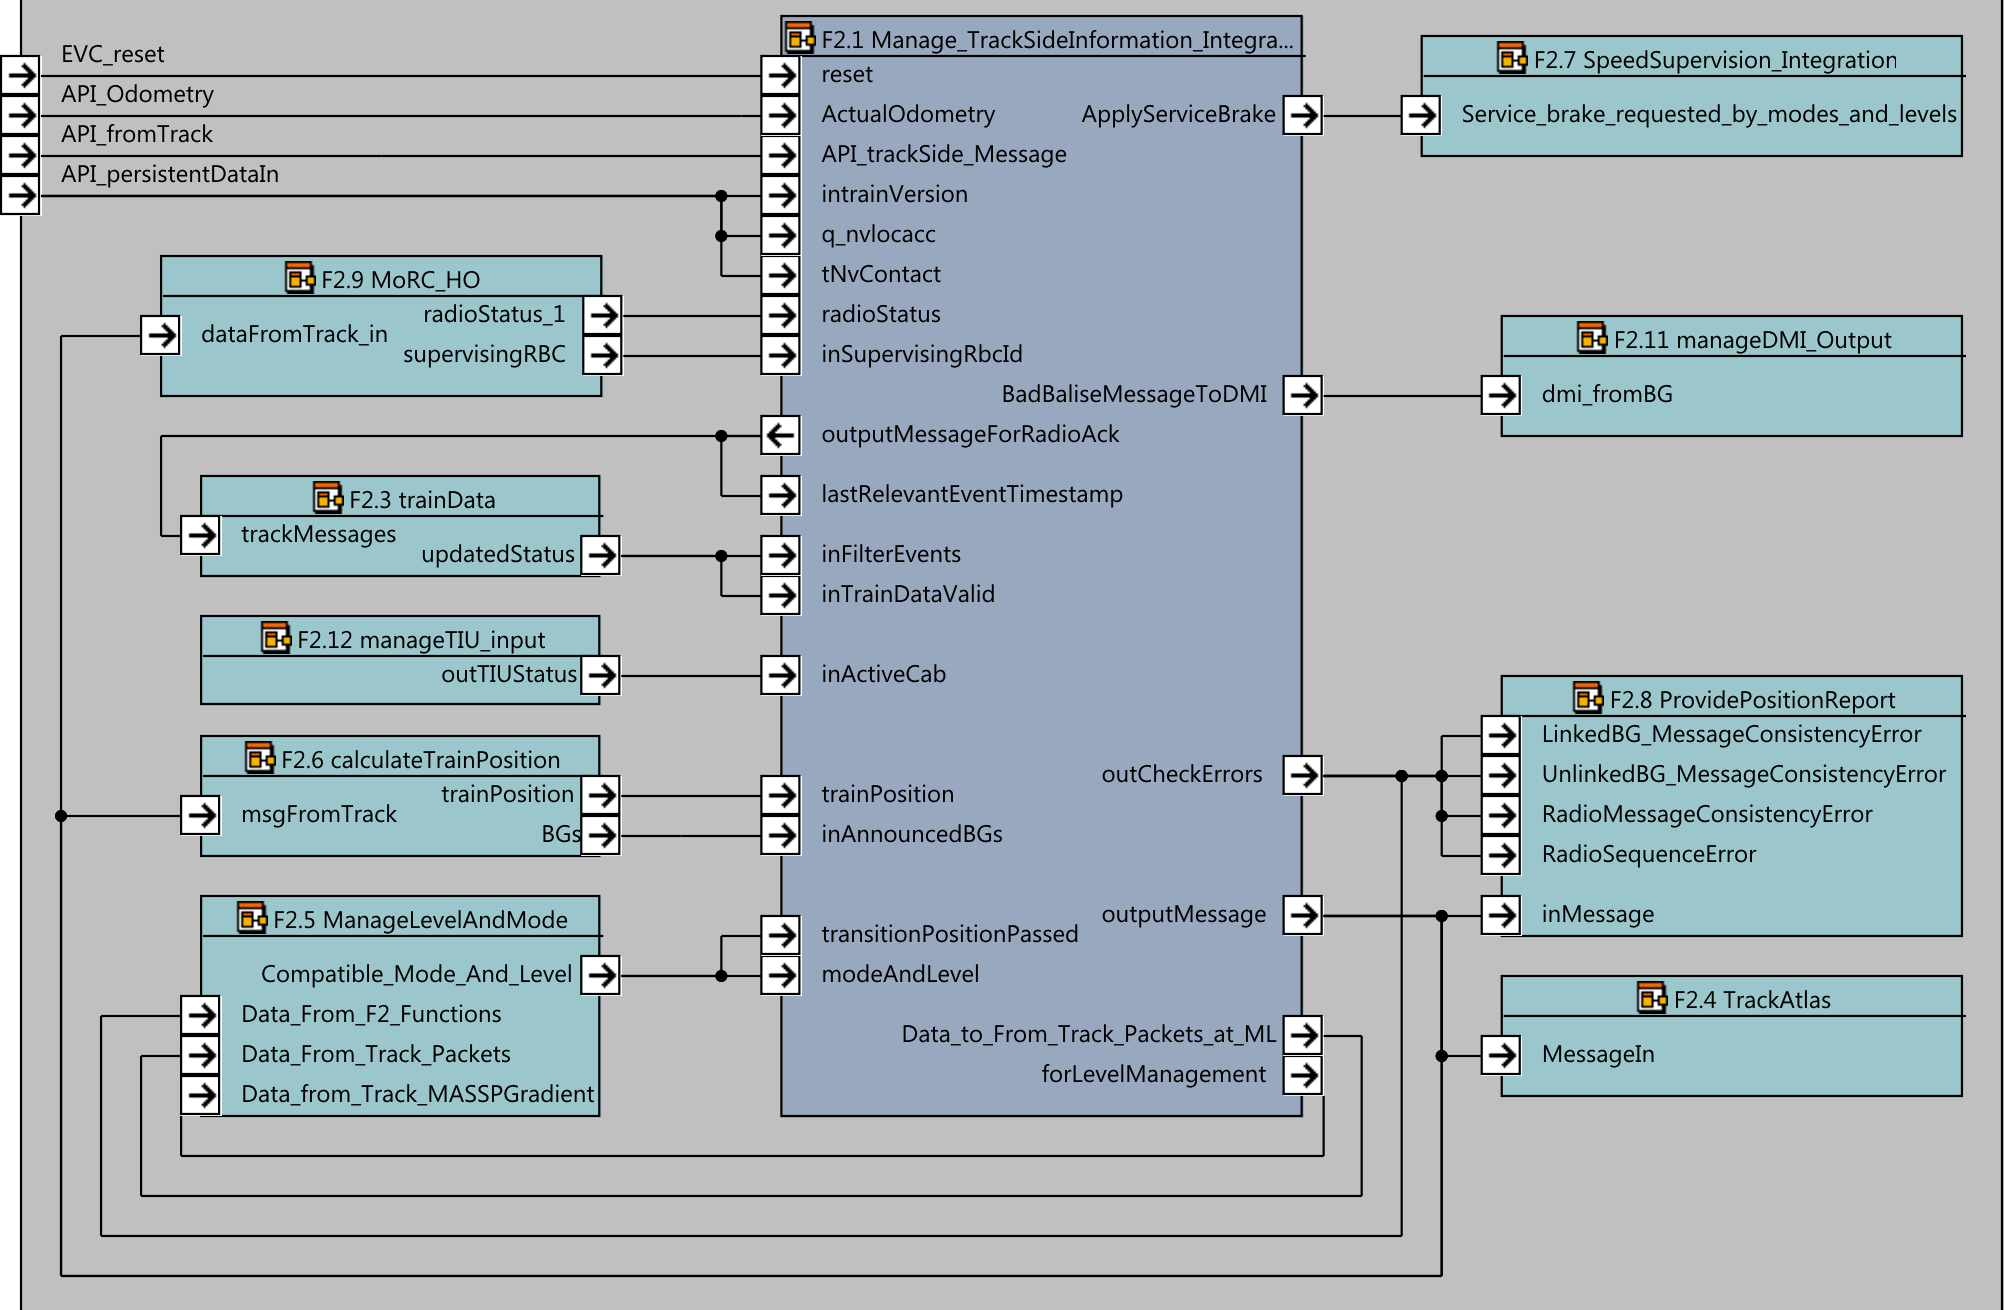 EVC_reset
API_Odometry
API_fromTrack
API_persistentDataIn
F2.1 Manage_TrackSideInformation_Integra...
reset
ActualOdometry
ApplyServiceBrake
API_trackSide_Message
intrainVersion
q_nvlocacc
tNvContact
radioStatus
inSupervisingRbcId
BadBaliseMessageToDMI
outputMessageForRadioAck
lastRelevantEventTimestamp
inFilterEvents
inTrainDataValid
inActiveCab
outCheckErrors
trainPosition
inAnnouncedBGs
outputMessage
transitionPositionPassed
modeAndLevel
Data_to_From_Track_Packets_at_ML
forLevelManagement
F2.7 SpeedSupervision_Integration
Service_brake_requested_by_modes_and_levels
F2.9 MoRC_HO
radioStatus_1
dataFromTrack_in
supervisingRBC
F2.11 manageDMI_Output
dmi_fromBG
F2.3 trainData
trackMessages
updatedStatus
F2.12 manageTIU_input
outTIUStatus
F2.6 calculateTrainPosition
trainPosition
msgFromTrack
BGs
F2.8 ProvidePositionReport
LinkedBG_MessageConsistencyError
UnlinkedBG_MessageConsistencyError
RadioMessageConsistencyError
RadioSequenceError
inMessage
F2.5 ManageLevelAndMode
Compatible_Mode_And_Level
Data_From_F2_Functions
Data_From_Track_Packets
Data_from_Track_MASSPGradient
F2.4 TrackAtlas
MessageIn